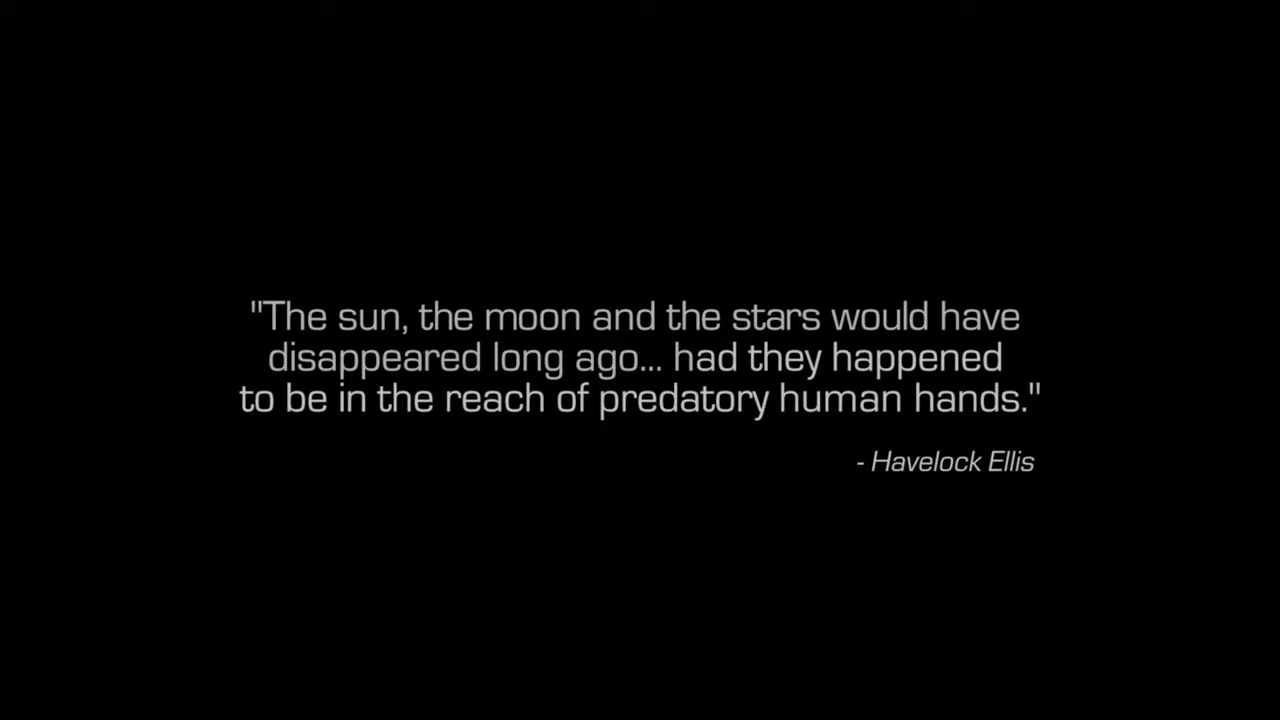 "The sun, the moon and the stars would have
disappeared long ago... had they happened
to be in the reach of predatory human hands."
- Havelock Ellis